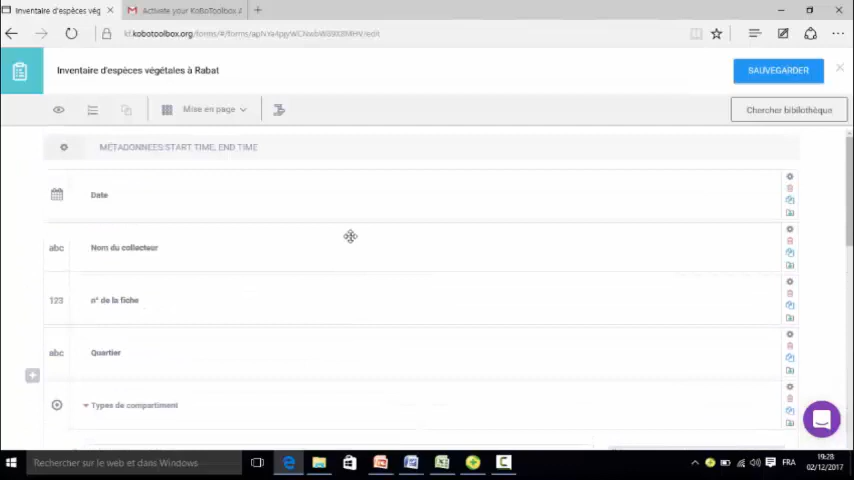 Inventaire d'espèces vég
Activate your KoBoToolbox A
kf.kobotoolbox.org
Inventaire d'espèces végétales à Rabat
SAUVEGARDER
Mise en page
Chercher bibliothèque
MÉTADONNÉES:START TIME, END TIME
Date
abc Nom du collecteur
123 n° de la fiche
abc Quartier
Types de compartiment
Rechercher sur le web et dans Windows
FRA
19:28
02/12/2017